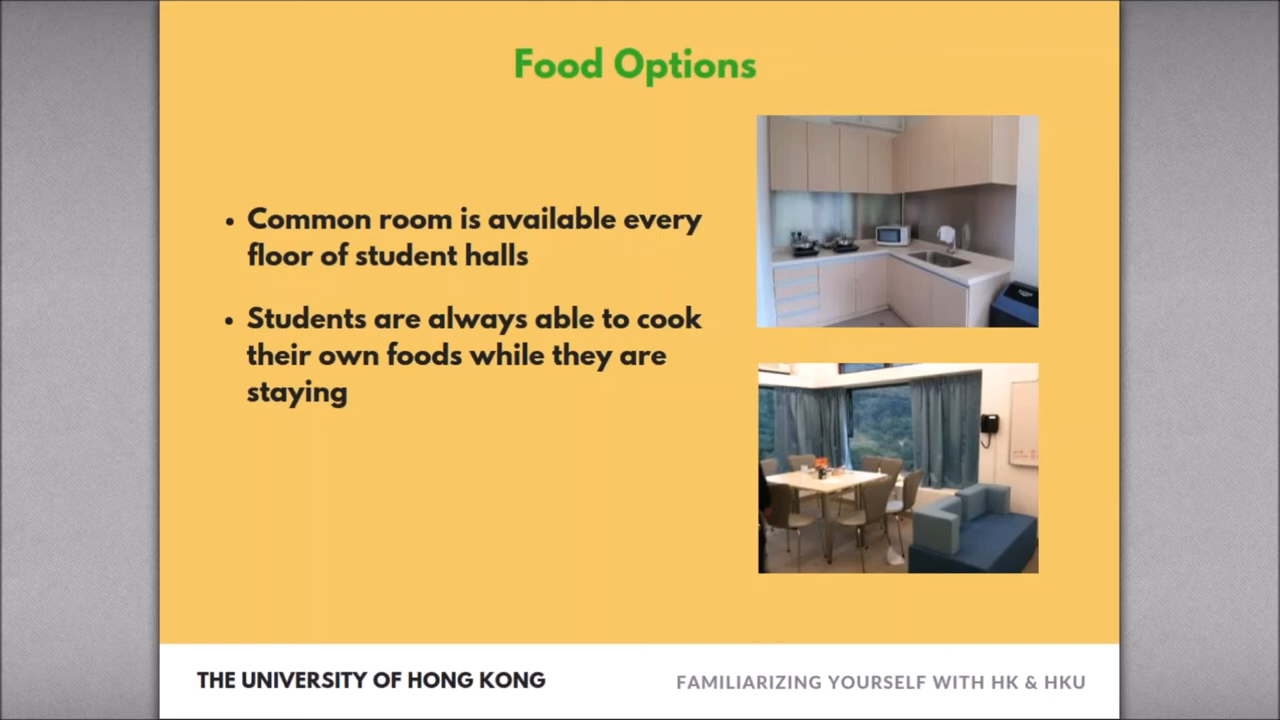 Food Options
• Common room is available every
floor of student halls
• Students are always able to cook
their own foods while they are
staying
THE UNIVERSITY OF HONG KONG
FAMILIARIZING YOURSELF WITH HK & HKU